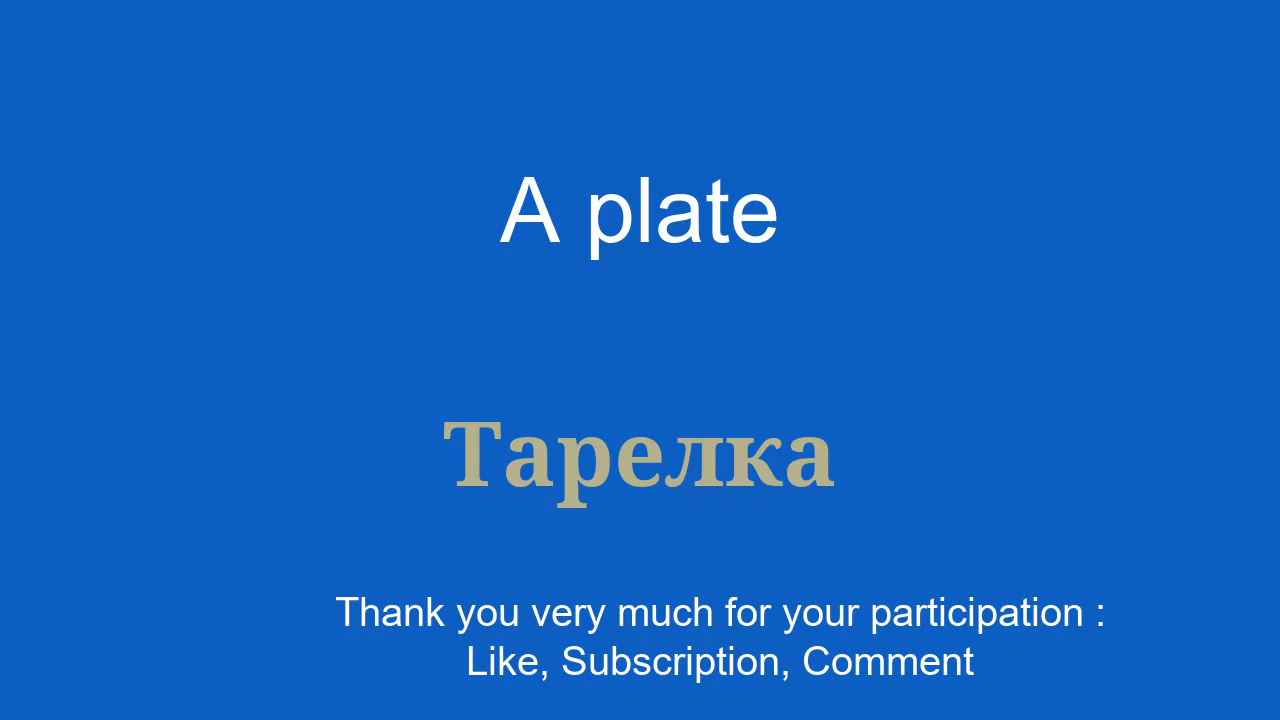 A plate
Тарелка
Thank you very much for your participation :
Like, Subscription, Comment